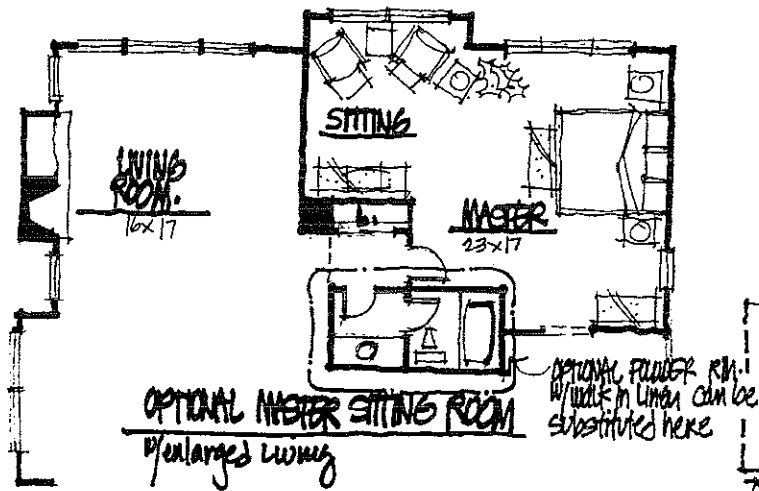 SITTING
LIVING
ROOM.
16x17
L.
MASTER
23x17
OPTIONAL POWDER RM.
w/walk in linen can be
substituted here
OPTIONAL MASTER SITTING ROOM
w/enlarged Living